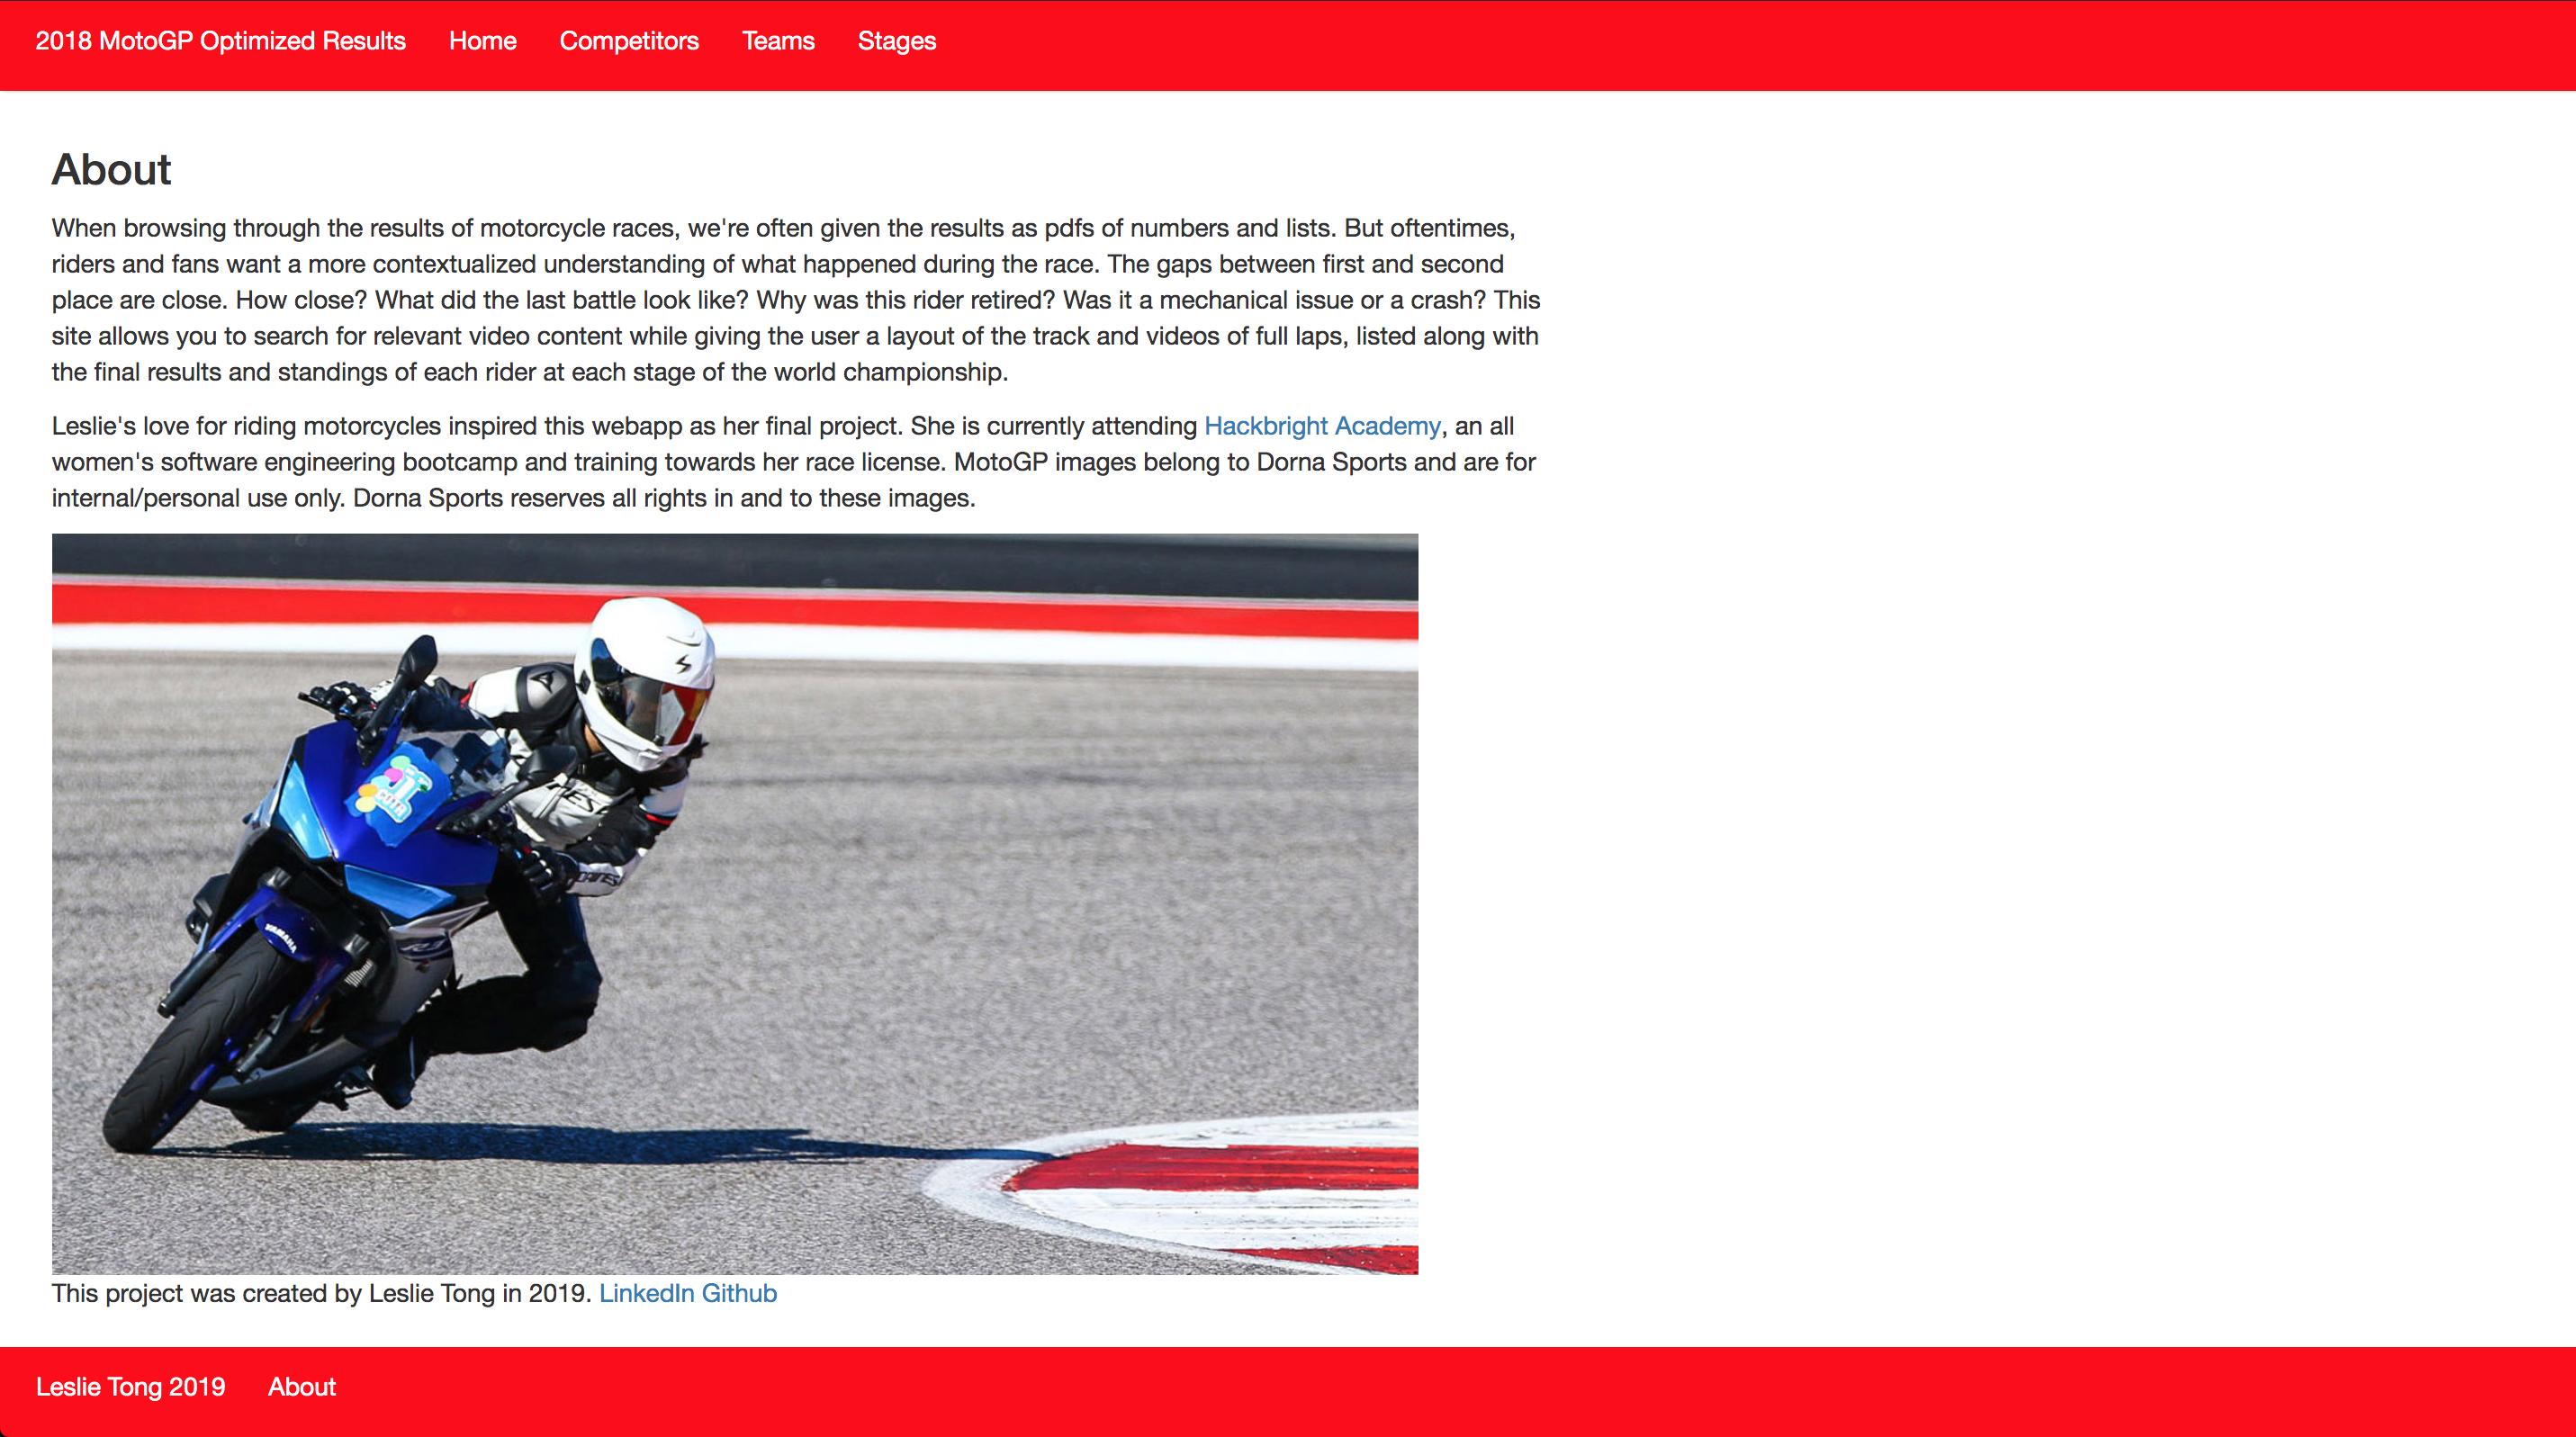 2018 MotoGP Optimized Results Home Competitors Teams Stages
About
When browsing through the results of motorcycle races, we're often given the results as pdfs of numbers and lists. But oftentimes,
riders and fans want a more contextualized understanding of what happened during the race. The gaps between first and second
place are close. How close? What did the last battle look like? Why was this rider retired? Was it a mechanical issue or a crash? This
site allows you to search for relevant video content while giving the user a layout of the track and videos of full laps, listed along with
the final results and standings of each rider at each stage of the world championship.
Leslie's love for riding motorcycles inspired this webapp as her final project. She is currently attending Hackbright Academy, an all
women's software engineering bootcamp and training towards her race license. MotoGP images belong to Dorna Sports and are for
internal/personal use only. Dorna Sports reserves all rights in and to these images.
COTA
YAMAHA
This project was created by Leslie Tong in 2019. LinkedIn Github
Leslie Tong 2019 About